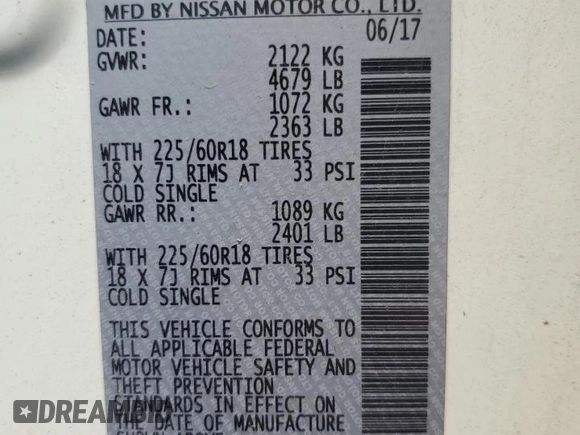 MFD BY NISSAN MOTOR CO., LTD.
DATE: 06/17
GVWR: 2122 KG
4679 LB
GAWR FR.: 1072 KG
2363 LB
WITH 225/60R18 TIRES
18 X 7J RIMS AT 33 PSI
COLD SINGLE
GAWR RR.: 1089 KG
2401 LB
WITH 225/60R18 TIRES
18 X 7J RIMS AT 33 PSI
COLD SINGLE
THIS VEHICLE CONFORMS TO
ALL APPLICABLE FEDERAL
MOTOR VEHICLE SAFETY AND
THEFT PREVENTION
STANDARDS IN EFFECT ON
THE DATE OF MANUFACTURE